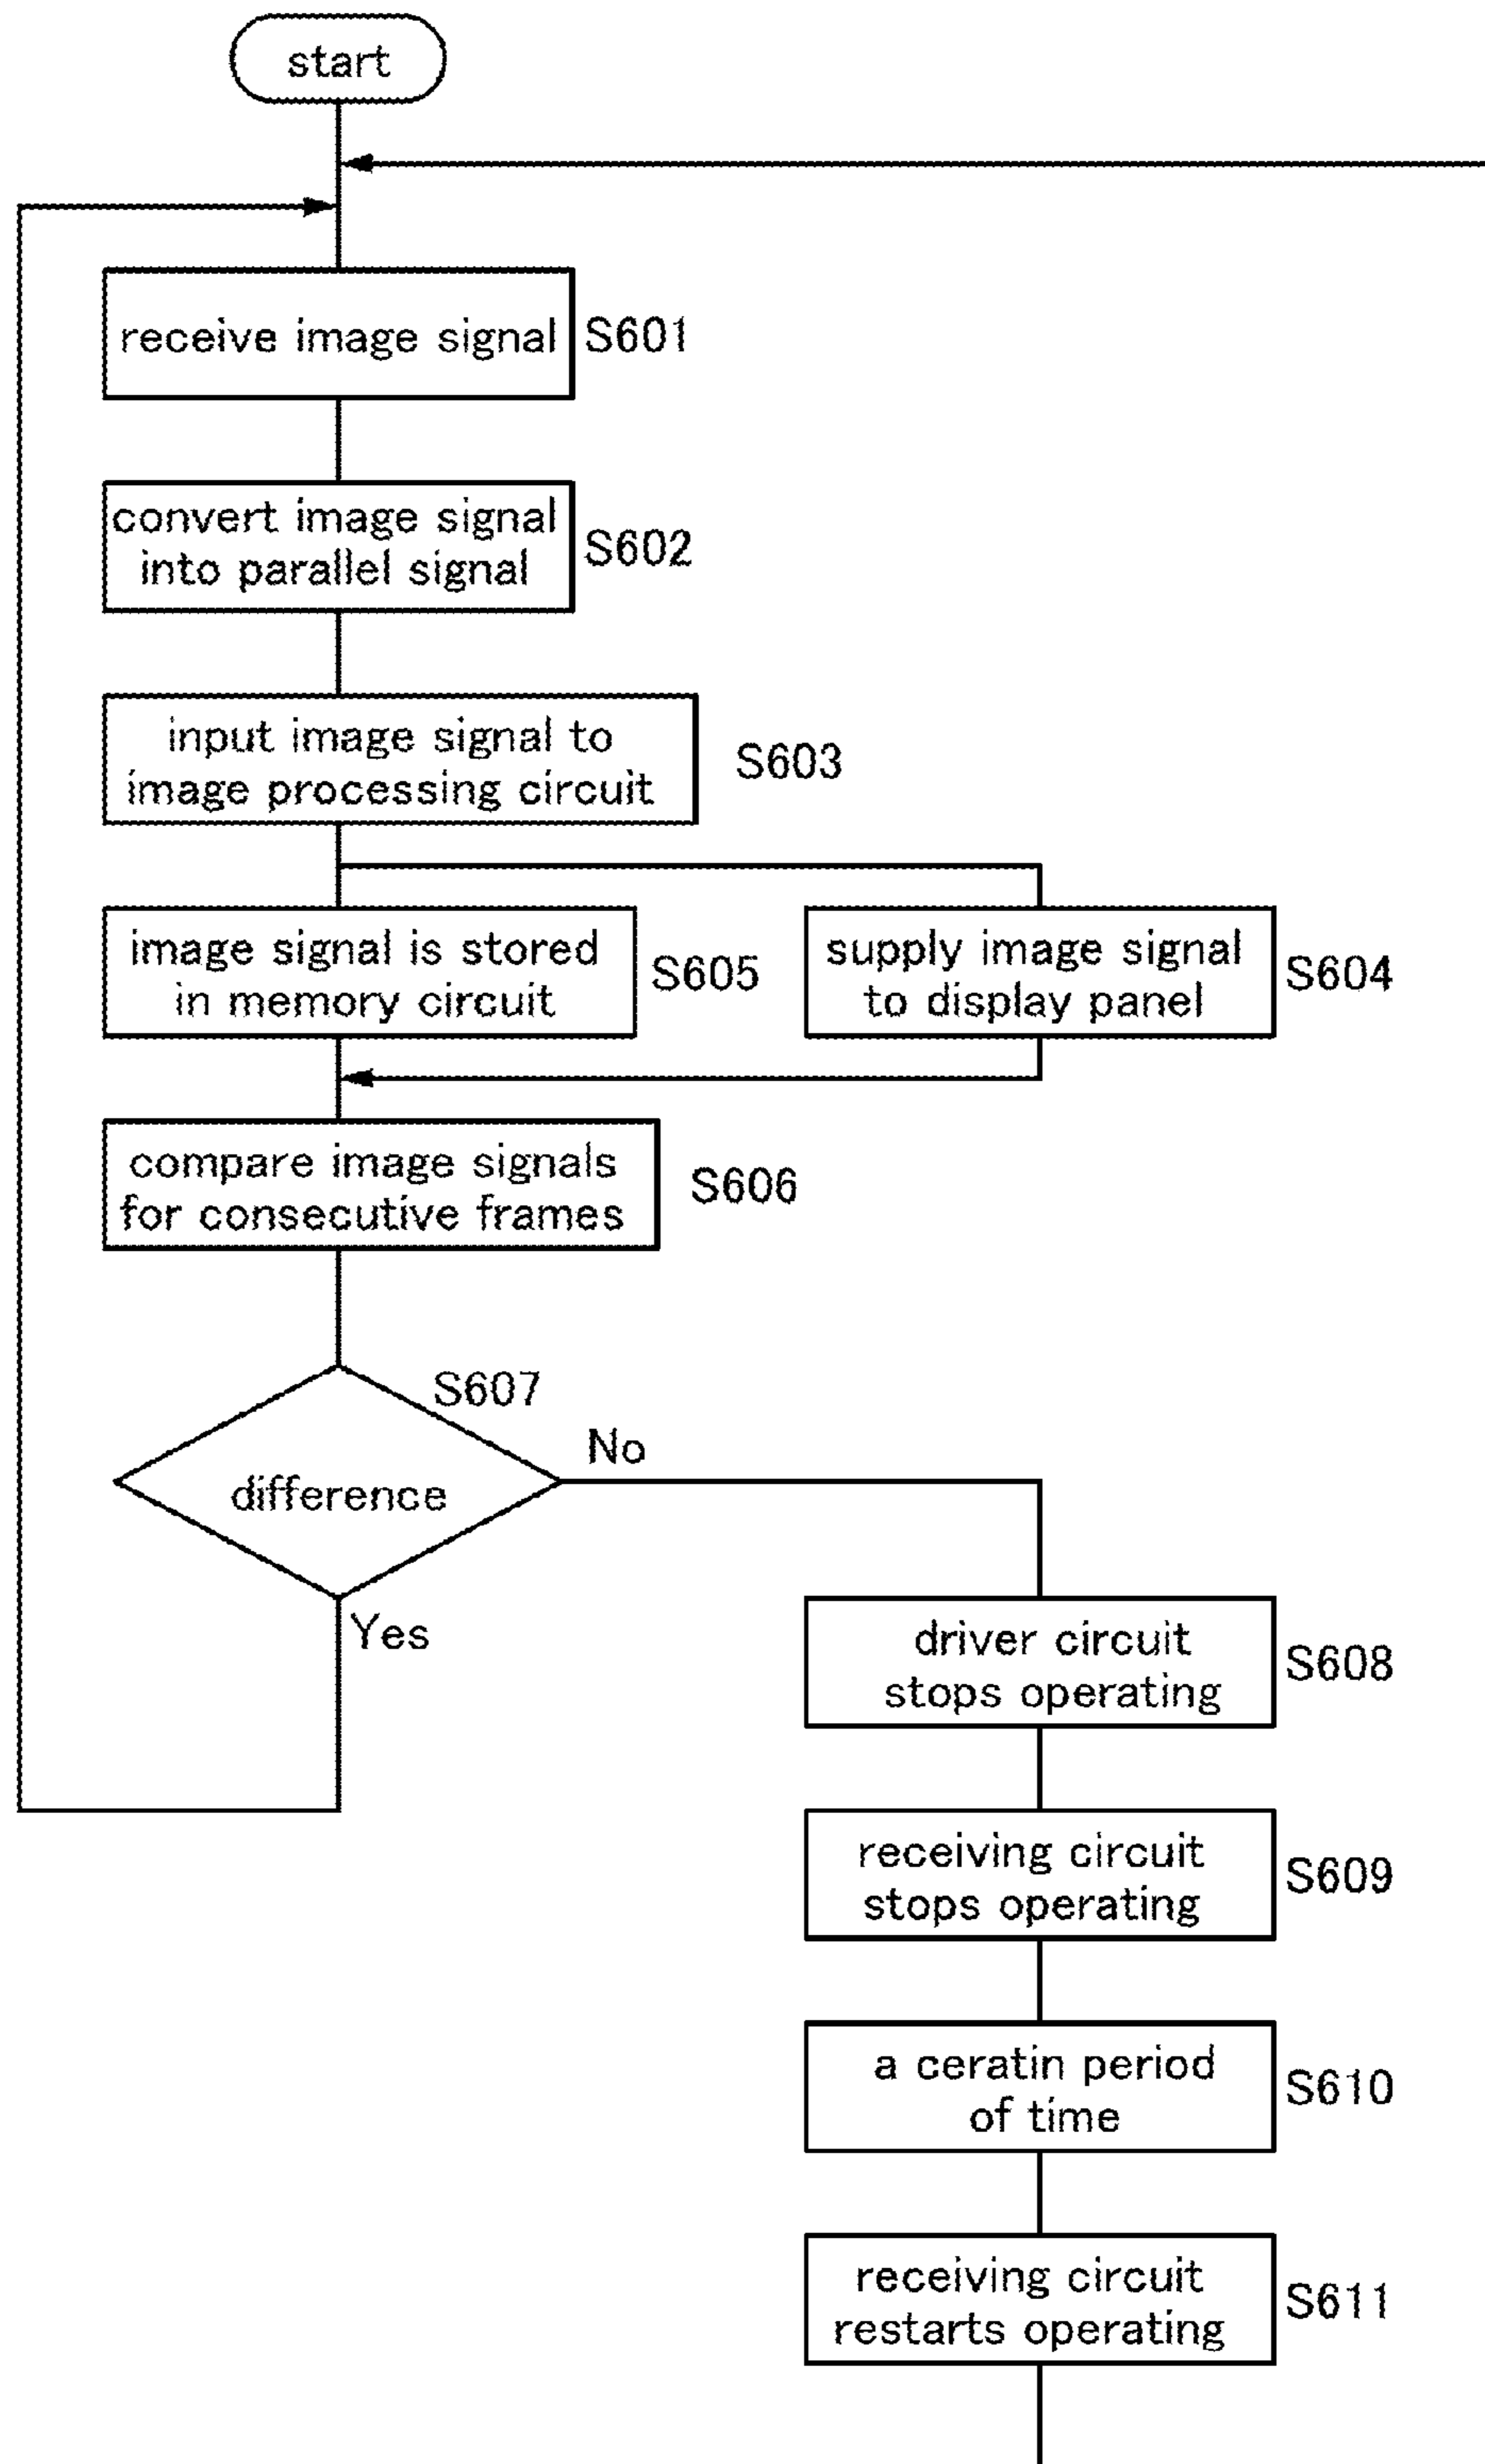 start
receive image signal
S601
convert image signal
into parallel signal
S602
input image signal to
image processing circuit
S603
image signal is stored
in memory circuit
S605
supply image signal
to display panel
S604
compare image signals
for consecutive frames
S606
S607
difference
No
Yes
driver circuit
stops operating
S608
receiving circuit
stops operating
S609
a ceratin period
of time
S610
receiving circuit
restarts operating
S611